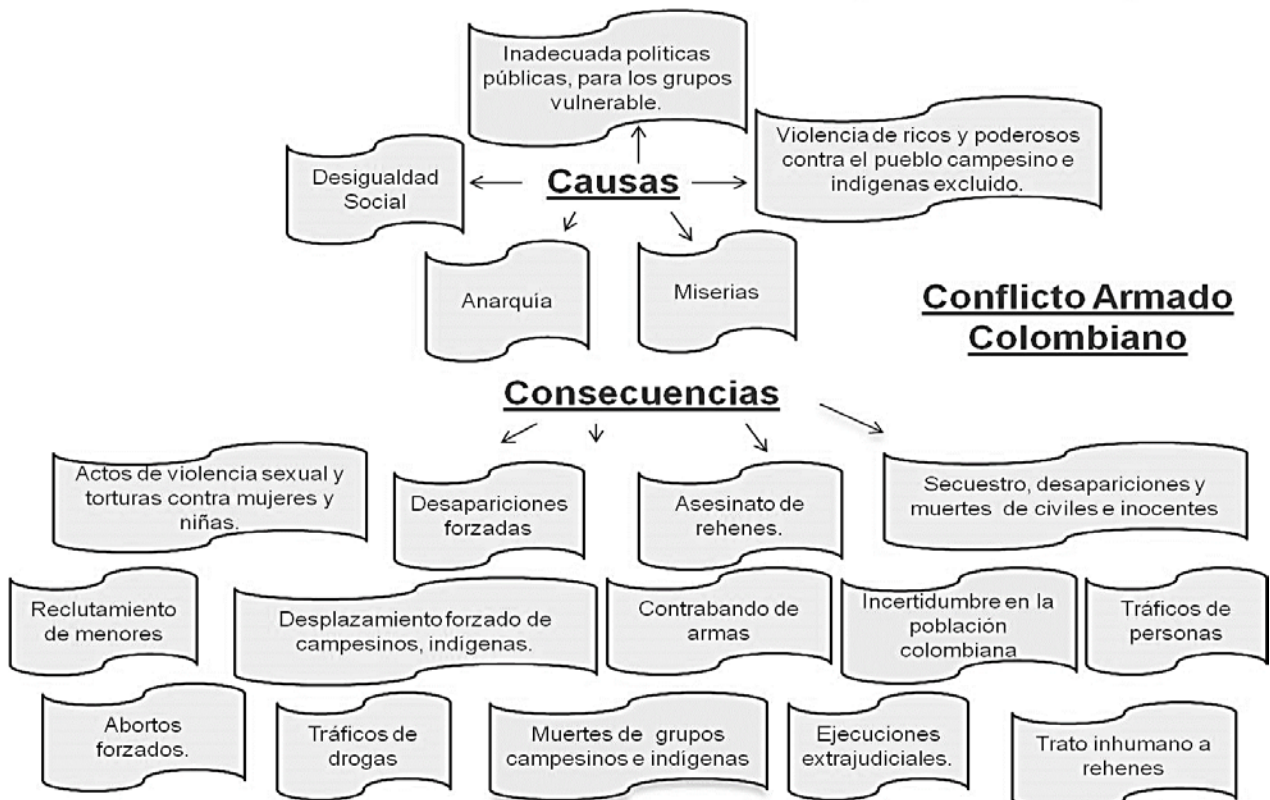 Inadecuada politicas
públicas, para los grupos
vulnerable.
Violencia de ricos y poderosos
contra el pueblo campesino e
indígenas excluido.
Desigualdad
Social
Causas
Anarquía
Miserias
Conflicto Armado
Colombiano
Consecuencias
Actos de violencia sexual y
torturas contra mujeres y
niñas.
Desapariciones
forzadas
Asesinato de
rehenes.
Secuestro, desapariciones y
muertes de civiles e inocentes
Reclutamiento
de menores
Desplazamiento forzado de
campesinos, indígenas.
Contrabando de
armas
Incertidumbre en la
población
colombiana
Tráficos de
personas
Abortos
forzados.
Tráficos de
drogas
Muertes de grupos
campesinos e indígenas
Ejecuciones
extrajudiciales.
Trato inhumano a
rehenes